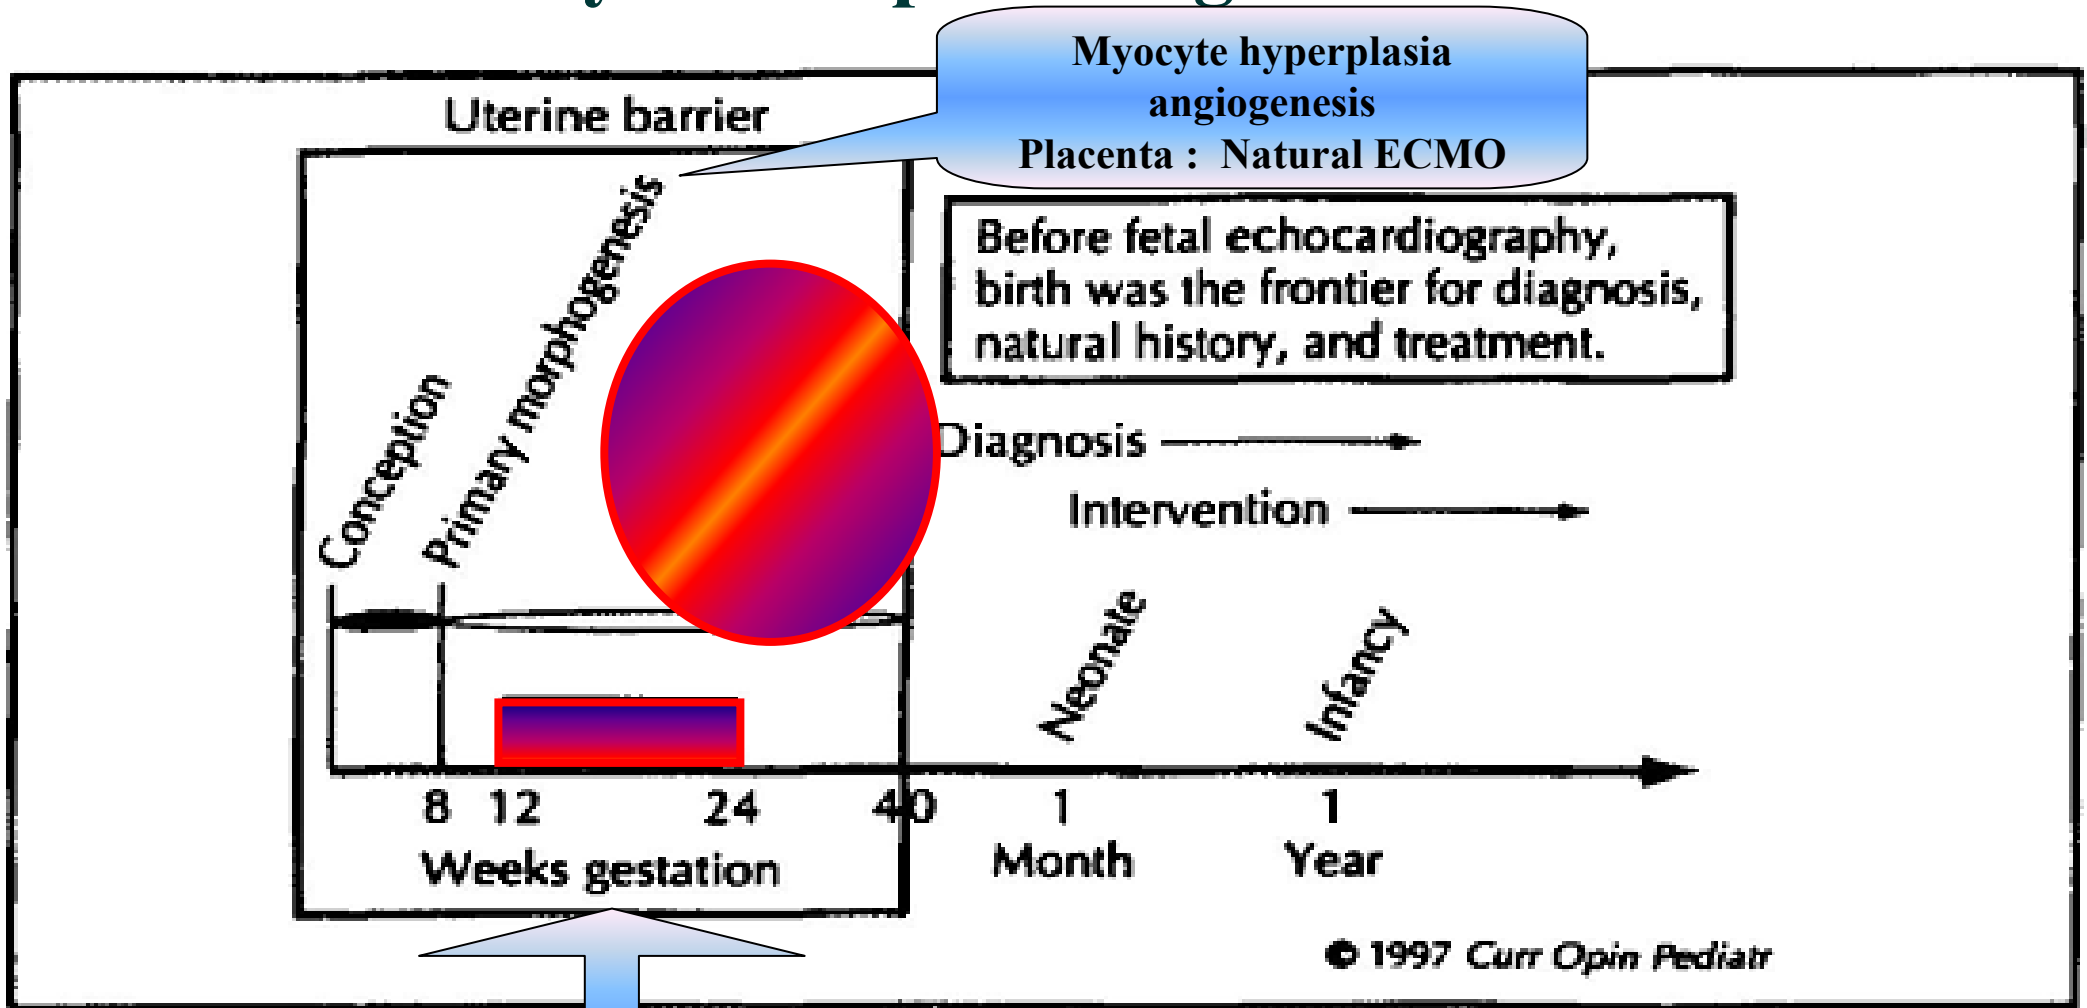 Myocyte hyperplasia
angiogenesis
Placenta : Natural ECMO
Uterine barrier
Before fetal echocardiography,
birth was the frontier for diagnosis,
natural history, and treatment.
Conception
Primary morphogenesis
Diagnosis
Intervention
Neonate
Infancy
8 12 24 40 1 1
Weeks gestation Month Year
© 1997 Curr Opin Pediatr